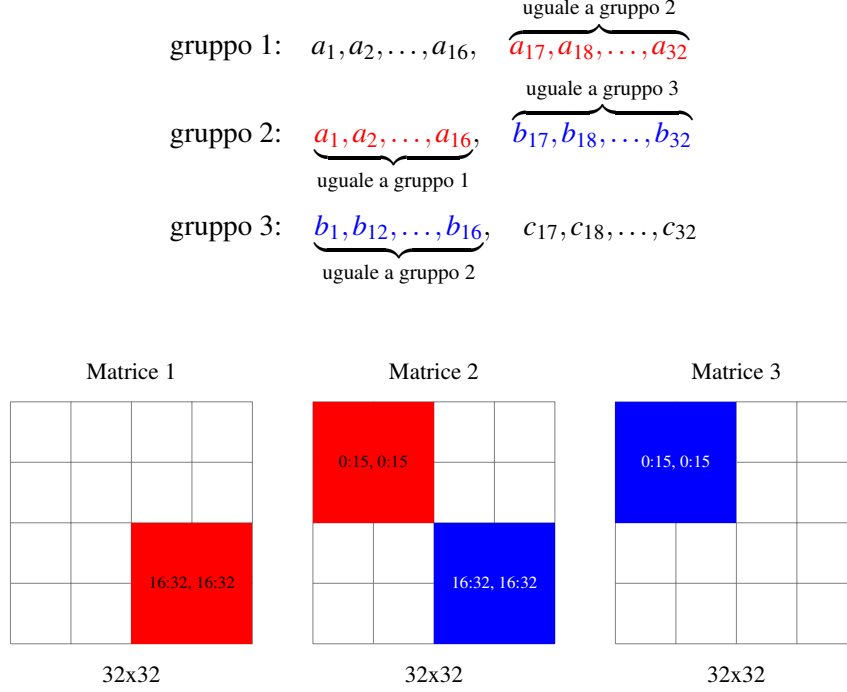 uguale a gruppo 2
gruppo 1: a₁, a₂, . . . , a₁₆, a₁₇, a₁₈, . . . , a₃₂
uguale a gruppo 3
gruppo 2: a₁, a₂, . . . , a₁₆, b₁₇, b₁₈, . . . , b₃₂
uguale a gruppo 1
gruppo 3: b₁, b₁₂, . . . , b₁₆, c₁₇, c₁₈, . . . , c₃₂
uguale a gruppo 2
Matrice 1 Matrice 2 Matrice 3
0:15, 0:15 0:15, 0:15
16:32, 16:32 16:32, 16:32
32x32 32x32 32x32